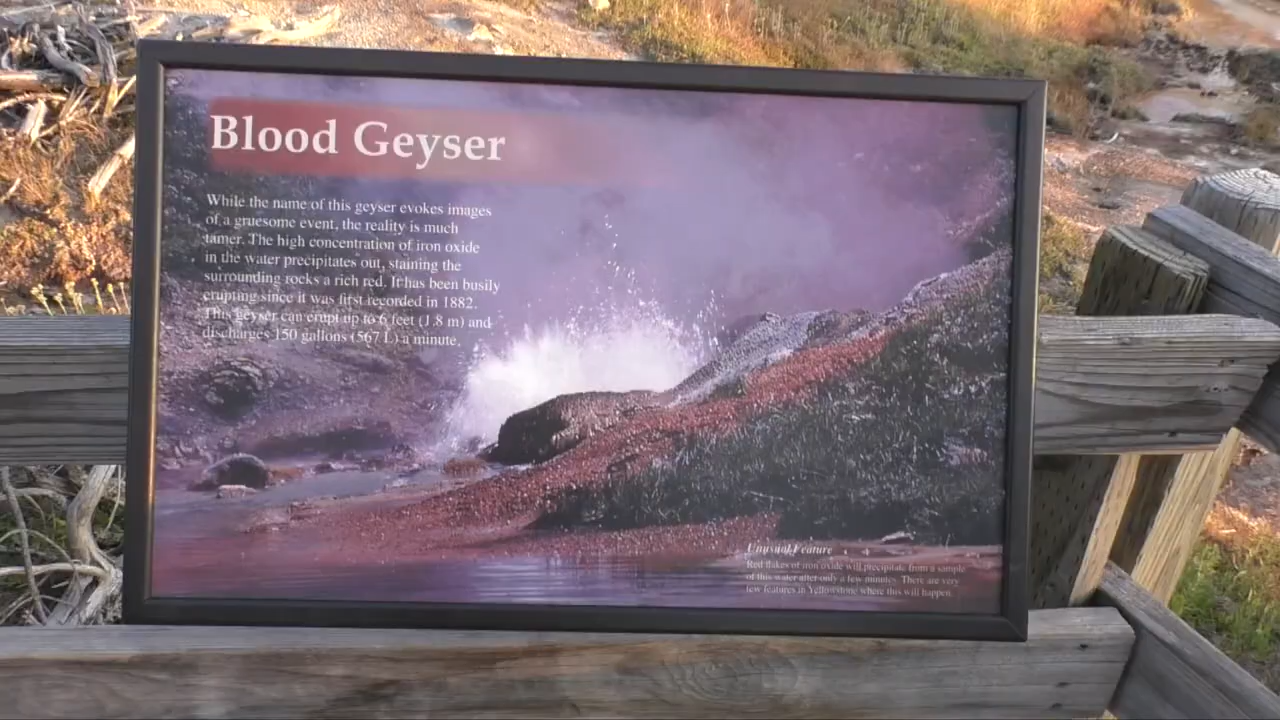 Blood Geyser
While the name of this geyser evokes images
of a gruesome event, the reality is much
tamer. The high concentration of iron oxide
in the water precipitates out, staining the
surrounding rocks a rich red. It has been busily
erupting since it was first recorded in 1882.
This geyser can erupt up to 6 feet (1.8 m) and
discharges 150 gallons (567 L) a minute.
Unusual Feature
Red flakes of iron oxide will precipitate from a sample
of this water after only a few minutes. There are very
few features in Yellowstone where this will happen.